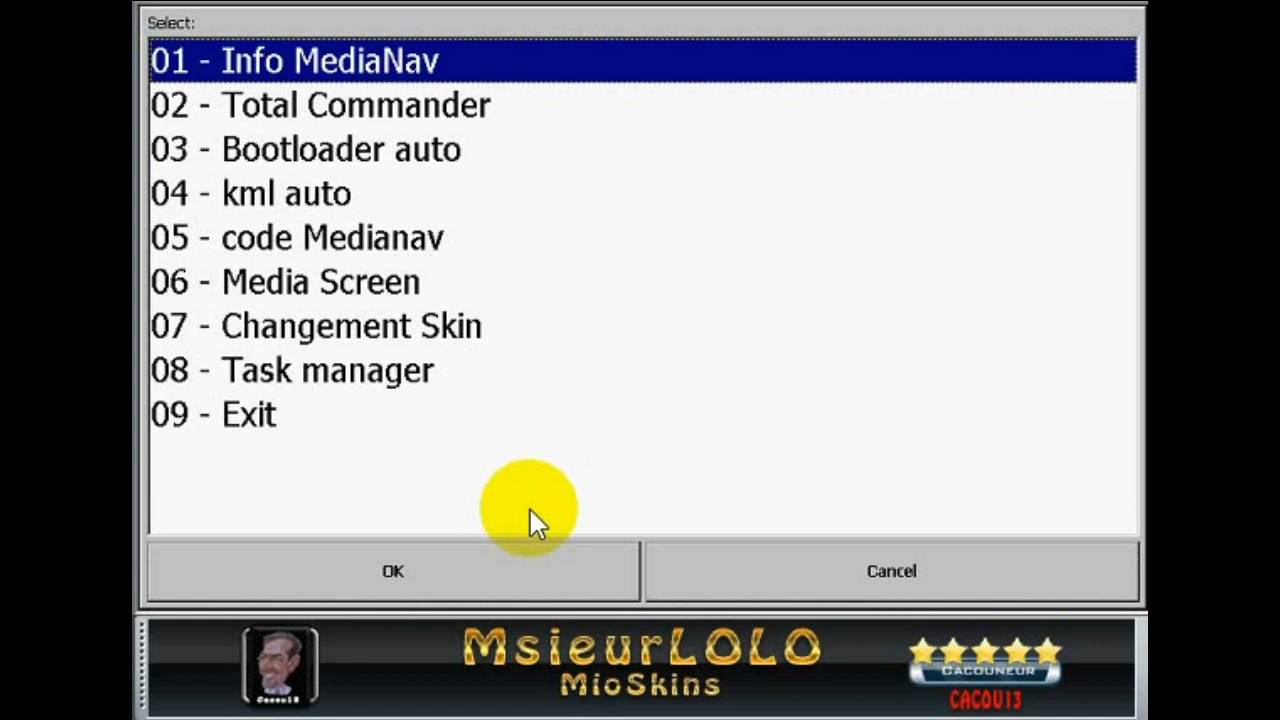 Select:
01 - Info MediaNav
02 - Total Commander
03 - Bootloader auto
04 - kml auto
05 - code Medianav
06 - Media Screen
07 - Changement Skin
08 - Task manager
09 - Exit
OK
Cancel
MsieurLOLO
MioSkins
Cacou13
CACOUNEUR
CACOU13